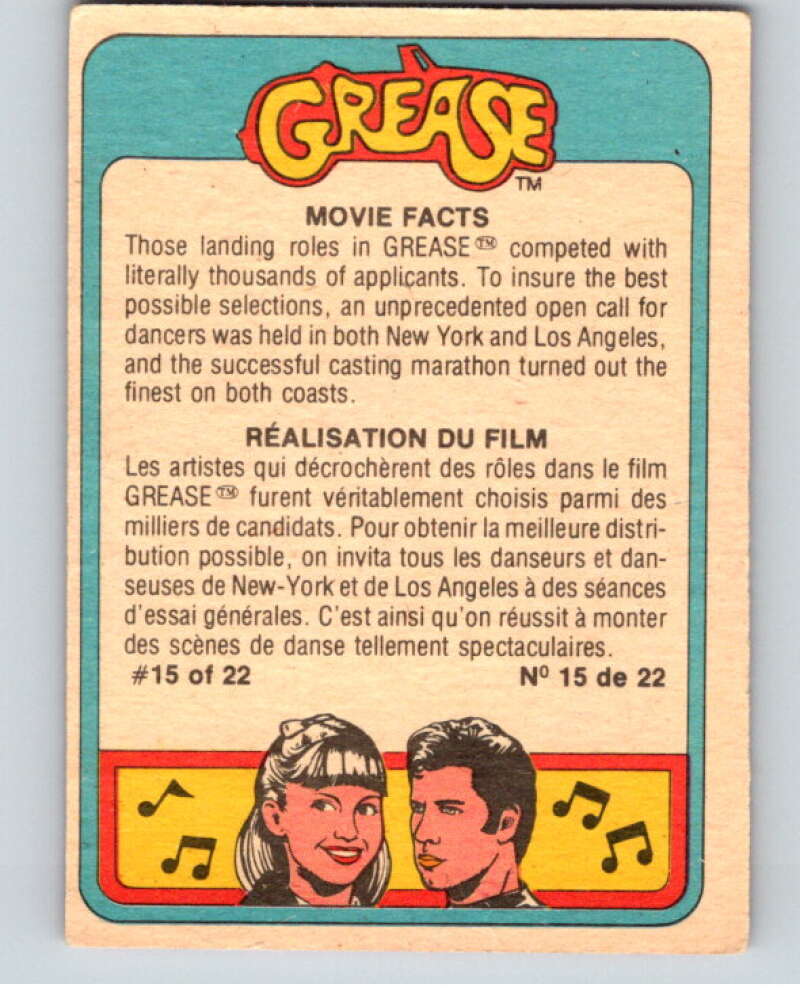 GREASE
TM
MOVIE FACTS
Those landing roles in GREASE™ competed with
literally thousands of applicants. To insure the best
possible selections, an unprecedented open call for
dancers was held in both New York and Los Angeles,
and the successful casting marathon turned out the
finest on both coasts.
RÉALISATION DU FILM
Les artistes qui décrochèrent des rôles dans le film
GREASE™ furent véritablement choisis parmi des
milliers de candidats. Pour obtenir la meilleure distri-
bution possible, on invita tous les danseurs et dan-
seuses de New-York et de Los Angeles à des séances
d'essai générales. C'est ainsi qu'on réussit à monter
des scènes de danse tellement spectaculaires.
#15 of 22 Nº 15 de 22